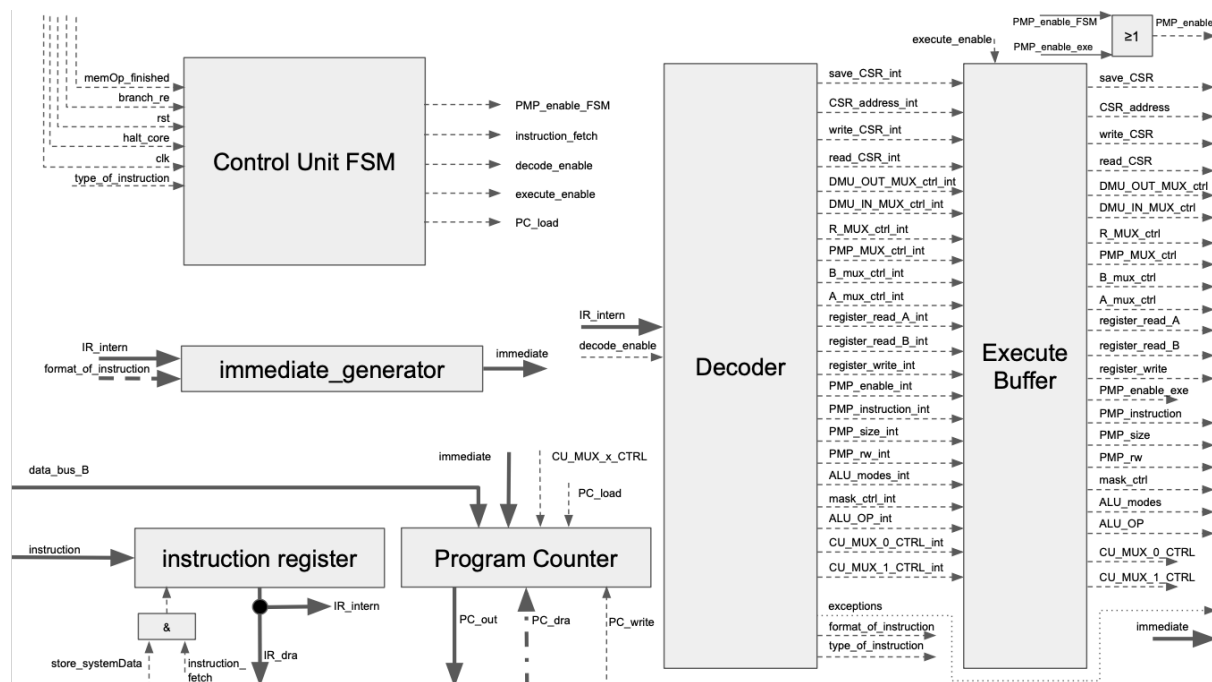 memOp_finished
branch_re
rst
halt_core
clk
type_of_instruction
Control Unit FSM
PMP_enable_FSM
instruction_fetch
decode_enable
execute_enable
PC_load
IR_intern
format_of_instruction
immediate_generator
immediate
data_bus_B
instruction
instruction register
&
store_systemData
instruction_
fetch
IR_intern
IR_dra
immediate
CU_MUX_x_CTRL
PC_load
Program Counter
PC_out
PC_dra
PC_write
IR_intern
decode_enable
Decoder
save_CSR_int
CSR_address_int
write_CSR_int
read_CSR_int
DMU_OUT_MUX_ctrl_int
DMU_IN_MUX_ctrl_int
R_MUX_ctrl_int
PMP_MUX_ctrl_int
B_mux_ctrl_int
A_mux_ctrl_int
register_read_A_int
register_read_B_int
register_write_int
PMP_enable_int
PMP_instruction_int
PMP_size_int
PMP_rw_int
ALU_modes_int
mask_ctrl_int
ALU_OP_int
CU_MUX_0_CTRL_int
CU_MUX_1_CTRL_int
exceptions
format_of_instruction
type_of_instruction
execute_enable
Execute
Buffer
PMP_enable_FSM
PMP_enable_exe
≥1
PMP_enable
save_CSR
CSR_address
write_CSR
read_CSR
DMU_OUT_MUX_ctrl
DMU_IN_MUX_ctrl
R_MUX_ctrl
PMP_MUX_ctrl
B_mux_ctrl
A_mux_ctrl
register_read_A
register_read_B
register_write
PMP_enable_exe
PMP_instruction
PMP_size
PMP_rw
mask_ctrl
ALU_modes
ALU_OP
CU_MUX_0_CTRL
CU_MUX_1_CTRL
immediate